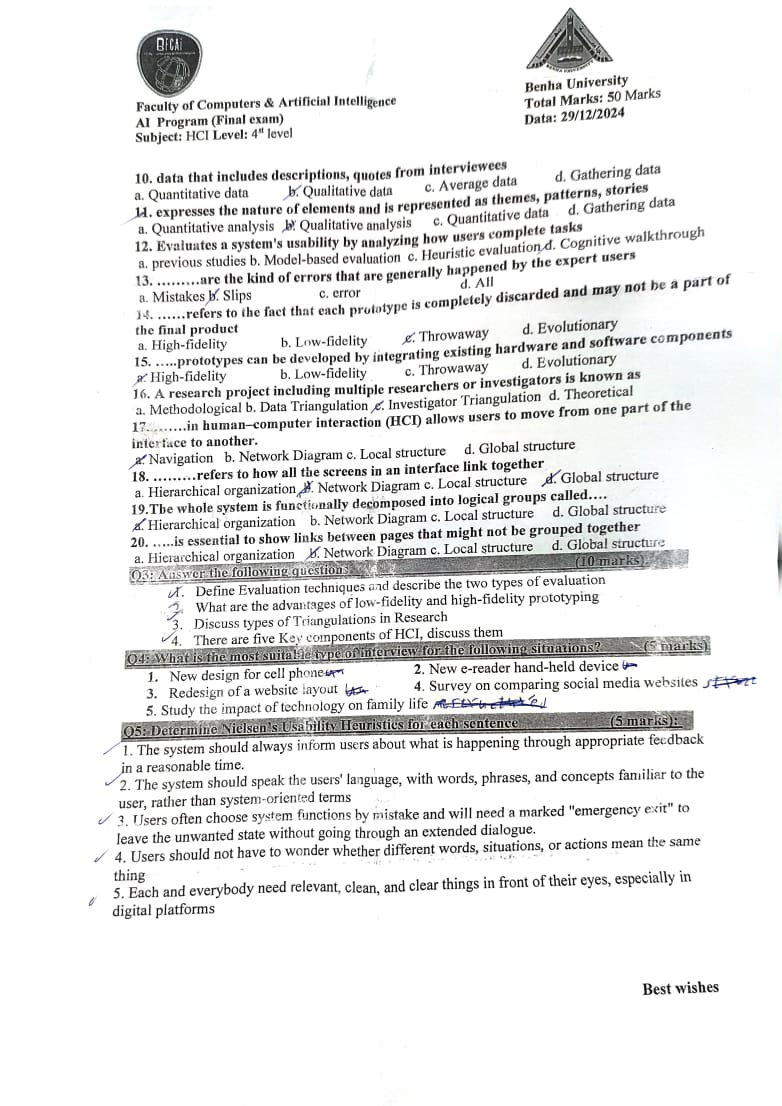 BFCAI
BENHA UNIVERSITY
Faculty of Computers & Artificial Intelligence
AI Program (Final exam)
Subject: HCI Level: 4st level
Benha University
Total Marks: 50 Marks
Data: 29/12/2024
10. data that includes descriptions, quotes from interviewees
a. Quantitative data b. Qualitative data c. Average data d. Gathering data
11. expresses the nature of elements and is represented as themes, patterns, stories
a. Quantitative analysis b. Qualitative analysis c. Quantitative data d. Gathering data
12. Evaluates a system's usability by analyzing how users complete tasks
a. previous studies b. Model-based evaluation c. Heuristic evaluation d. Cognitive walkthrough
13. .........are the kind of errors that are generally happened by the expert users
a. Mistakes b. Slips c. error d. All
14. ......refers to the fact that each prototype is completely discarded and may not be a part of
the final product
a. High-fidelity b. Low-fidelity c. Throwaway d. Evolutionary
15. .....prototypes can be developed by integrating existing hardware and software components
a. High-fidelity b. Low-fidelity c. Throwaway d. Evolutionary
16. A research project including multiple researchers or investigators is known as
a. Methodological b. Data Triangulation c. Investigator Triangulation d. Theoretical
17.........in human–computer interaction (HCI) allows users to move from one part of the
interface to another.
a. Navigation b. Network Diagram c. Local structure d. Global structure
18. .........refers to how all the screens in an interface link together
a. Hierarchical organization b. Network Diagram c. Local structure d. Global structure
19.The whole system is functionally decomposed into logical groups called....
a. Hierarchical organization b. Network Diagram c. Local structure d. Global structure
20. .....is essential to show links between pages that might not be grouped together
a. Hierarchical organization b. Network Diagram c. Local structure d. Global structure
Q3: Answer the following questions (10 marks):
1. Define Evaluation techniques and describe the two types of evaluation
2. What are the advantages of low-fidelity and high-fidelity prototyping
3. Discuss types of Triangulations in Research
4. There are five Key components of HCI, discuss them
Q4: What is the most suitable type of interview for the following situations? (5 marks)
1. New design for cell phone 2. New e-reader hand-held device
3. Redesign of a website layout 4. Survey on comparing social media websites
5. Study the impact of technology on family life
Q5: Determine Nielsen's Usability Heuristics for each sentence (5 marks):
1. The system should always inform users about what is happening through appropriate feedback
in a reasonable time.
2. The system should speak the users' language, with words, phrases, and concepts familiar to the
user, rather than system-oriented terms
3. Users often choose system functions by mistake and will need a marked "emergency exit" to
leave the unwanted state without going through an extended dialogue.
4. Users should not have to wonder whether different words, situations, or actions mean the same
thing
5. Each and everybody need relevant, clean, and clear things in front of their eyes, especially in
digital platforms
Best wishes